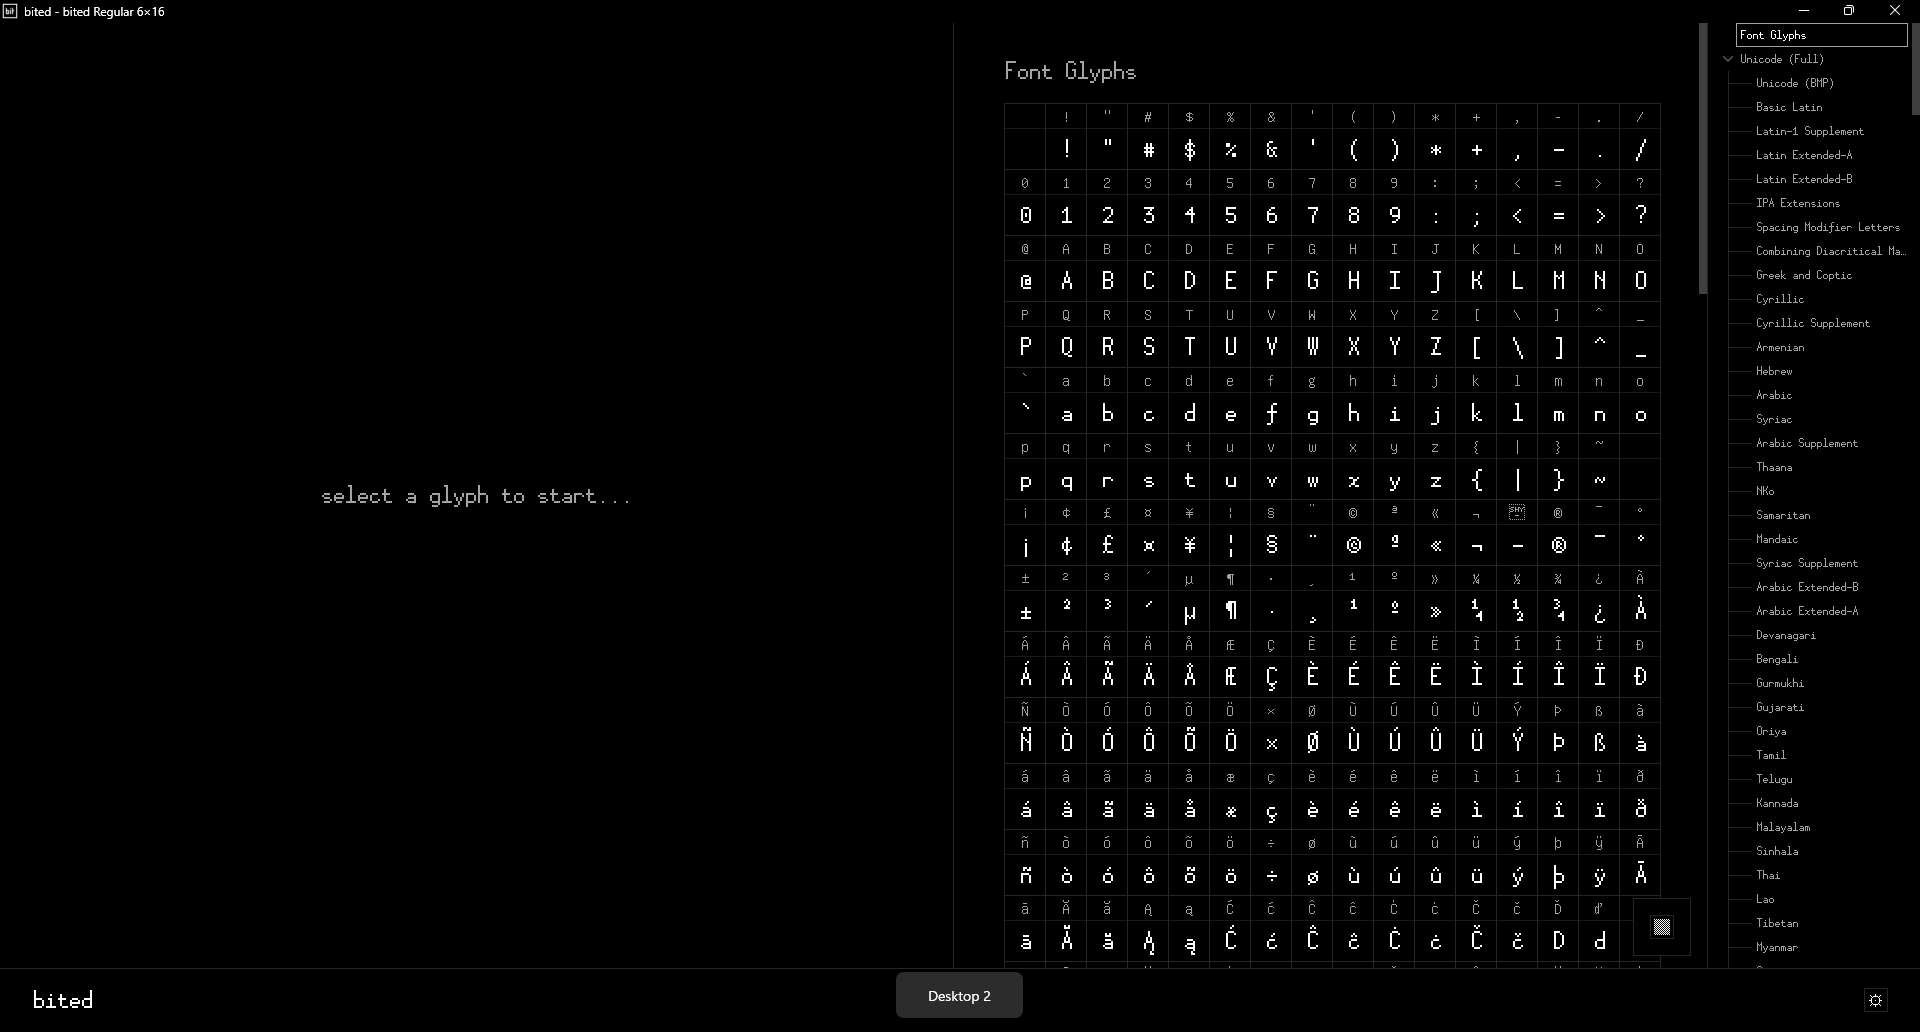 bited - bited Regular 6×16
select a glyph to start...
Font Glyphs
! " # $ % & ' ( ) * + , - . /
! " # $ % & ' ( ) * + , - . /
0 1 2 3 4 5 6 7 8 9 : ; < = > ?
0 1 2 3 4 5 6 7 8 9 : ; < = > ?
@ A B C D E F G H I J K L M N O
@ A B C D E F G H I J K L M N O
P Q R S T U V W X Y Z [ \ ] ^ _
P Q R S T U V W X Y Z [ \ ] ^ _
` a b c d e f g h i j k l m n o
` a b c d e f g h i j k l m n o
p q r s t u v w x y z { | } ~
p q r s t u v w x y z { | } ~
¡ ¢ £ ¤ ¥ ¦ § ¨ © ª « ¬ SHY ® ¯ °
¡ ¢ £ ¤ ¥ ¦ § ¨ © ª « ¬ - ® ¯ °
± ² ³ ´ µ ¶ · ¸ ¹ º » ¼ ½ ¾ ¿ À
± ² ³ ´ µ ¶ · ¸ ¹ º » ¼ ½ ¾ ¿ À
Á Â Ã Ä Å Æ Ç È É Ê Ë Ì Í Î Ï Ð
Á Â Ã Ä Å Æ Ç È É Ê Ë Ì Í Î Ï Ð
Ñ Ò Ó Ô Õ Ö × Ø Ù Ú Û Ü Ý Þ ß à
Ñ Ò Ó Ô Õ Ö × Ø Ù Ú Û Ü Ý Þ ß à
á â ã ä å æ ç è é ê ë ì í î ï ð
á â ã ä å æ ç è é ê ë ì í î ï ð
ñ ò ó ô õ ö ÷ ø ù ú û ü ý þ ÿ Ā
ñ ò ó ô õ ö ÷ ø ù ú û ü ý þ ÿ Ā
ā Ă ă Ą ą Ć ć Ĉ ĉ Ċ ċ Č č Ď ď
ā Ă ă Ą ą Ć ć Ĉ ĉ Ċ ċ Č č D d
Font Glyphs
Unicode (Full)
Unicode (BMP)
Basic Latin
Latin-1 Supplement
Latin Extended-A
Latin Extended-B
IPA Extensions
Spacing Modifier Letters
Combining Diacritical Ma…
Greek and Coptic
Cyrillic
Cyrillic Supplement
Armenian
Hebrew
Arabic
Syriac
Arabic Supplement
Thaana
NKo
Samaritan
Mandaic
Syriac Supplement
Arabic Extended-B
Arabic Extended-A
Devanagari
Bengali
Gurmukhi
Gujarati
Oriya
Tamil
Telugu
Kannada
Malayalam
Sinhala
Thai
Lao
Tibetan
Myanmar
bited
Desktop 2